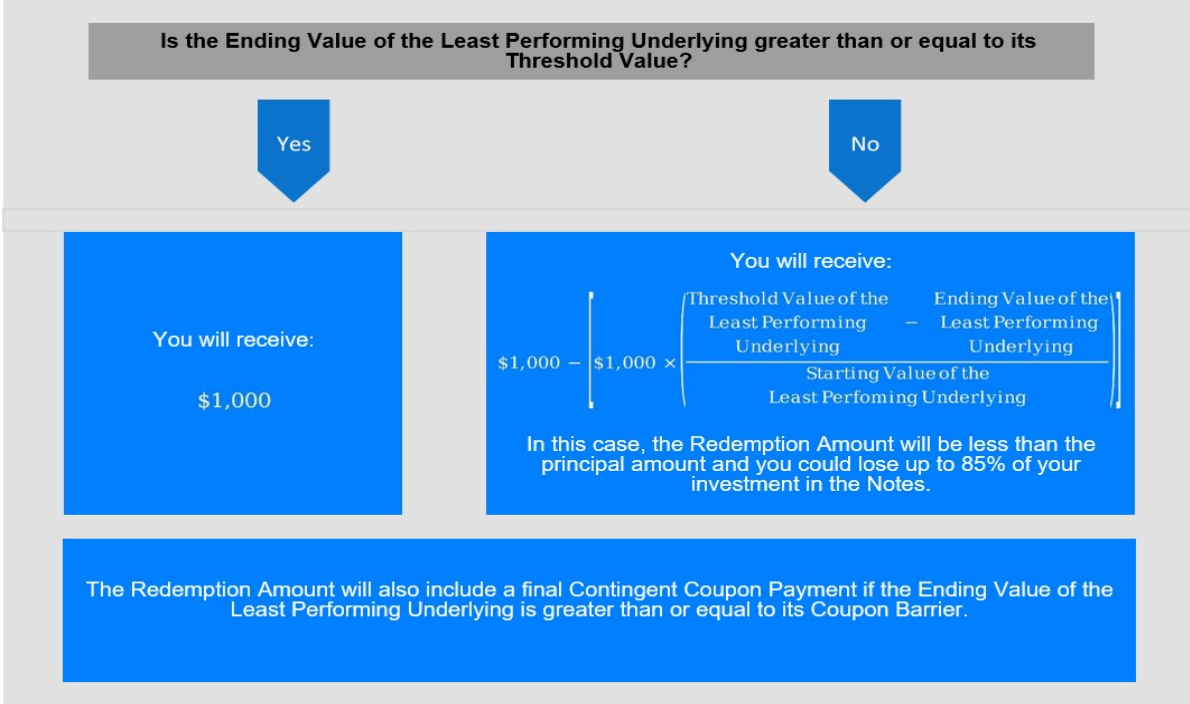 Is the Ending Value of the Least Performing Underlying greater than or equal to its
Threshold Value?
Yes
No
You will receive:
$1,000
You will receive:
$1,000 − [$1,000 × (Threshold Value of the
Least Performing
Underlying
−
Ending Value of the
Least Performing
Underlying
Starting Value of the
Least Perfoming Underlying)]
In this case, the Redemption Amount will be less than the
principal amount and you could lose up to 85% of your
investment in the Notes.
The Redemption Amount will also include a final Contingent Coupon Payment if the Ending Value of the
Least Performing Underlying is greater than or equal to its Coupon Barrier.